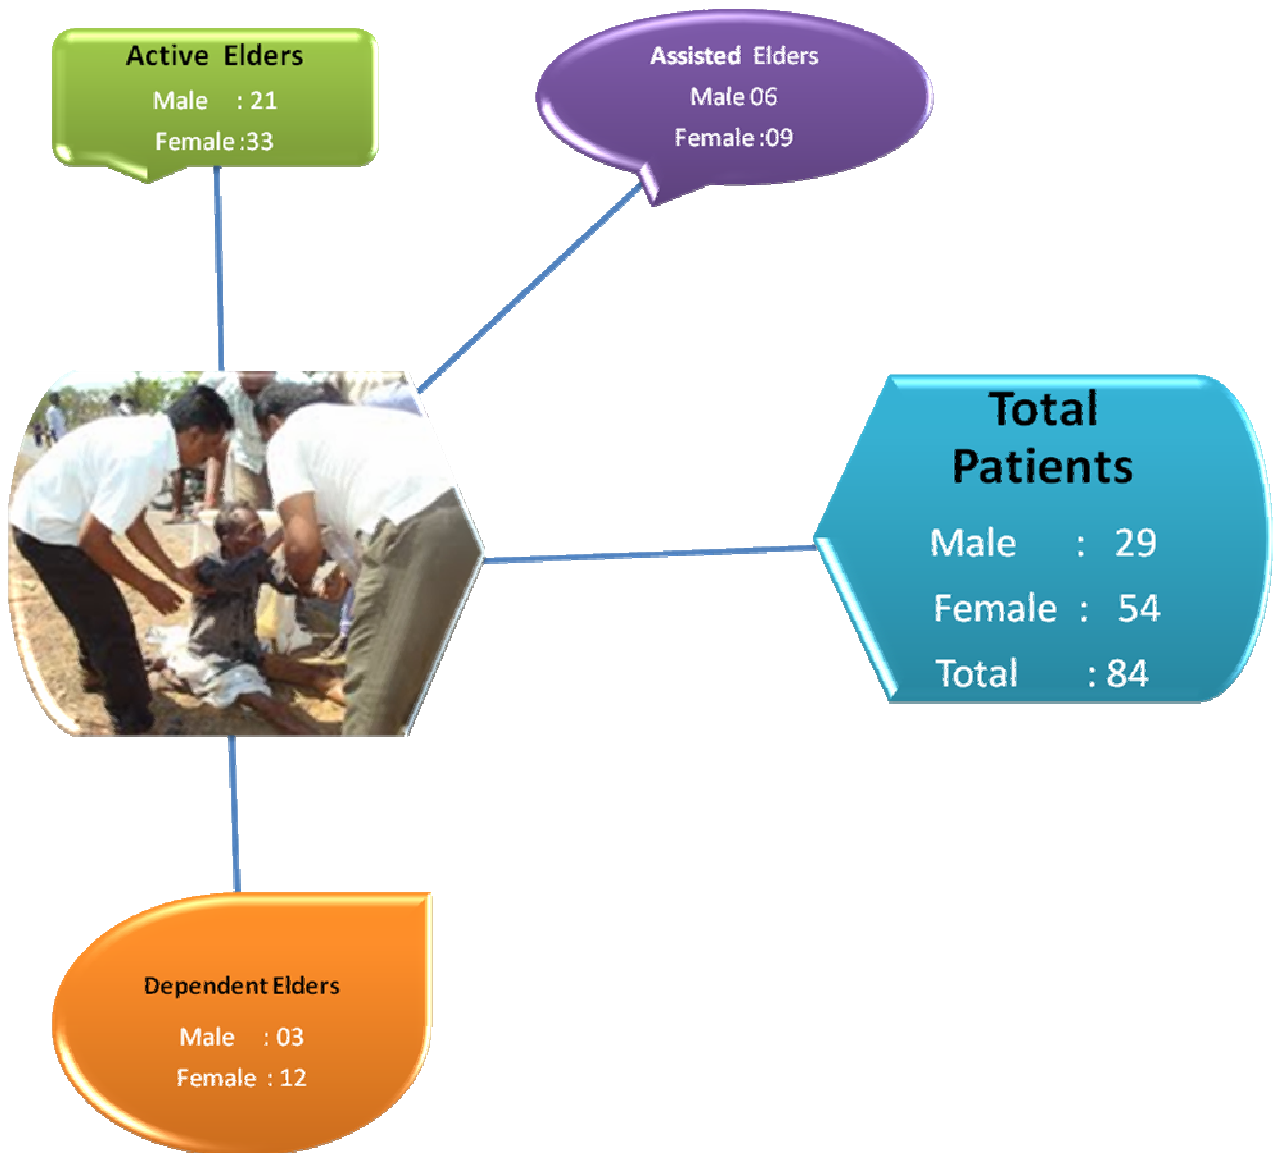 Active Elders
Male : 21
Female :33
Assisted Elders
Male 06
Female :09
Total
Patients
Male : 29
Female : 54
Total : 84
Dependent Elders
Male : 03
Female : 12